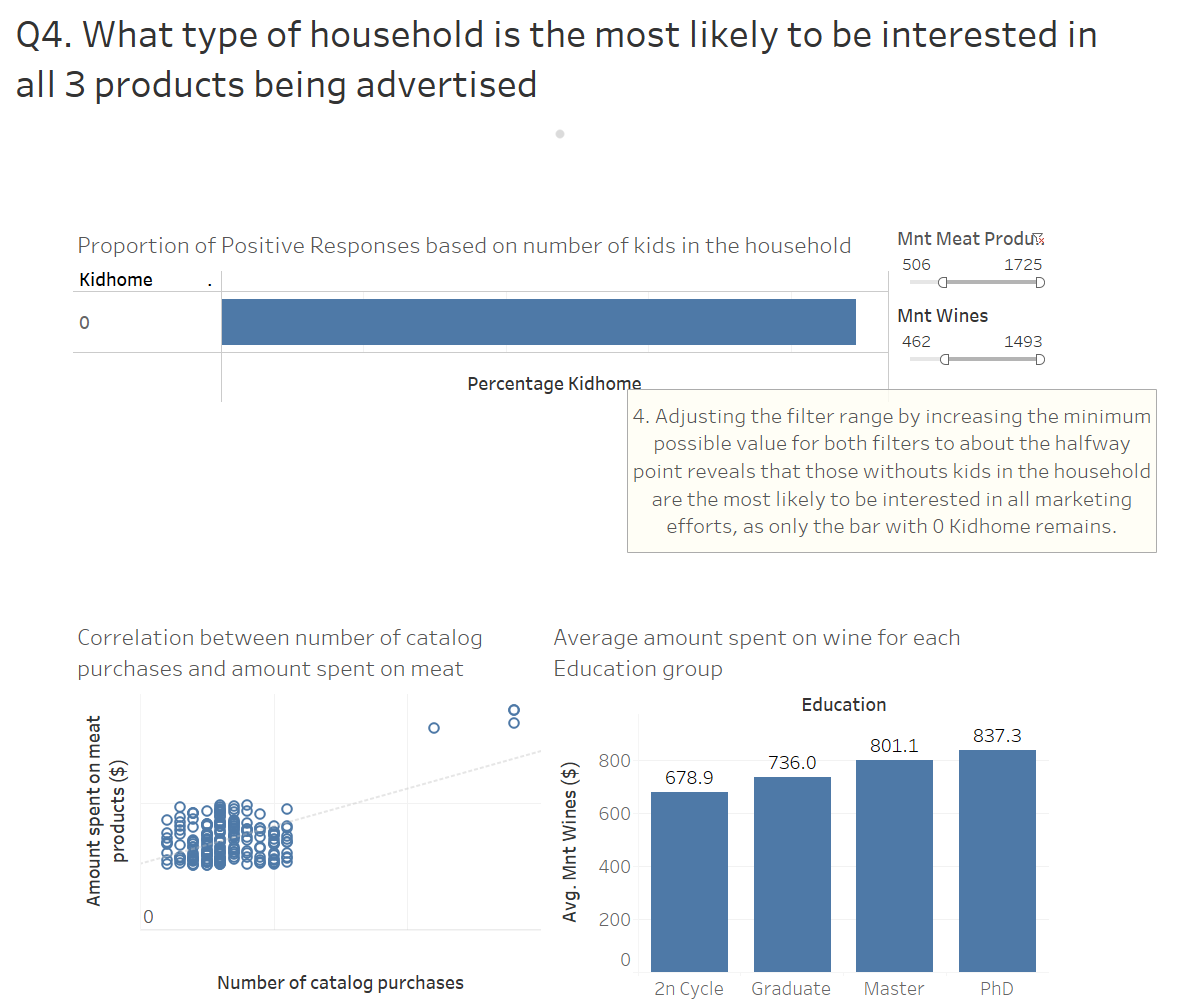 Q4. What type of household is the most likely to be interested in
all 3 products being advertised
Proportion of Positive Responses based on number of kids in the household
Kidhome .
0
Percentage Kidhome
Mnt Meat
506 1725
Mnt Wines
462 1493
4. Adjusting the filter range by increasing the minimum
possible value for both filters to about the halfway
point reveals that those withouts kids in the household
are the most likely to be interested in all marketing
efforts, as only the bar with 0 Kidhome remains.
Correlation between number of catalog
purchases and amount spent on meat
Amount spent on meat
products ($)
0
Number of catalog purchases
Average amount spent on wine for each
Education group
Education
Avg. Mnt Wines ($)
800
600
400
200
0
678.9
736.0
801.1
837.3
2n Cycle Graduate Master PhD